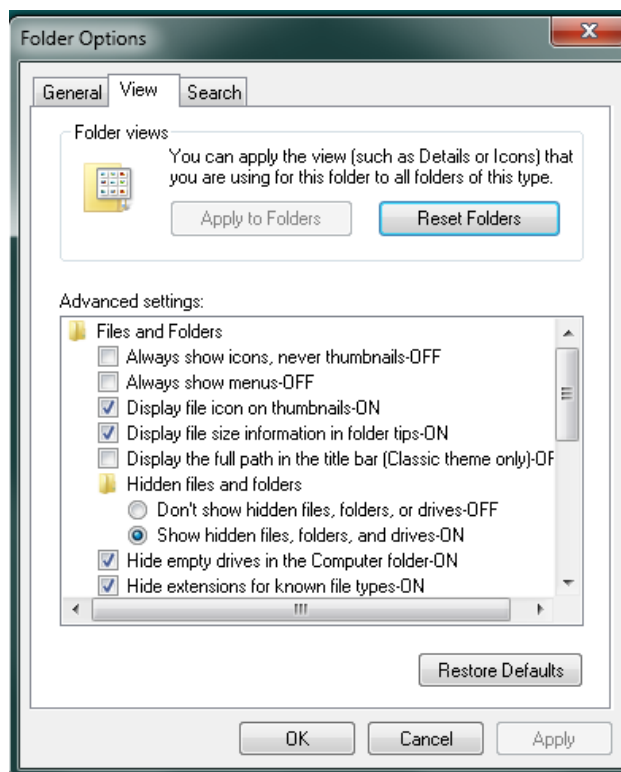 Folder Options
General View Search
Folder views
You can apply the view (such as Details or Icons) that
you are using for this folder to all folders of this type.
Apply to Folders Reset Folders
Advanced settings:
Files and Folders
Always show icons, never thumbnails-OFF
Always show menus-OFF
Display file icon on thumbnails-ON
Display file size information in folder tips-ON
Display the full path in the title bar (Classic theme only)-OF
Hidden files and folders
Don't show hidden files, folders, or drives-OFF
Show hidden files, folders, and drives-ON
Hide empty drives in the Computer folder-ON
Hide extensions for known file types-ON
Restore Defaults
OK Cancel Apply